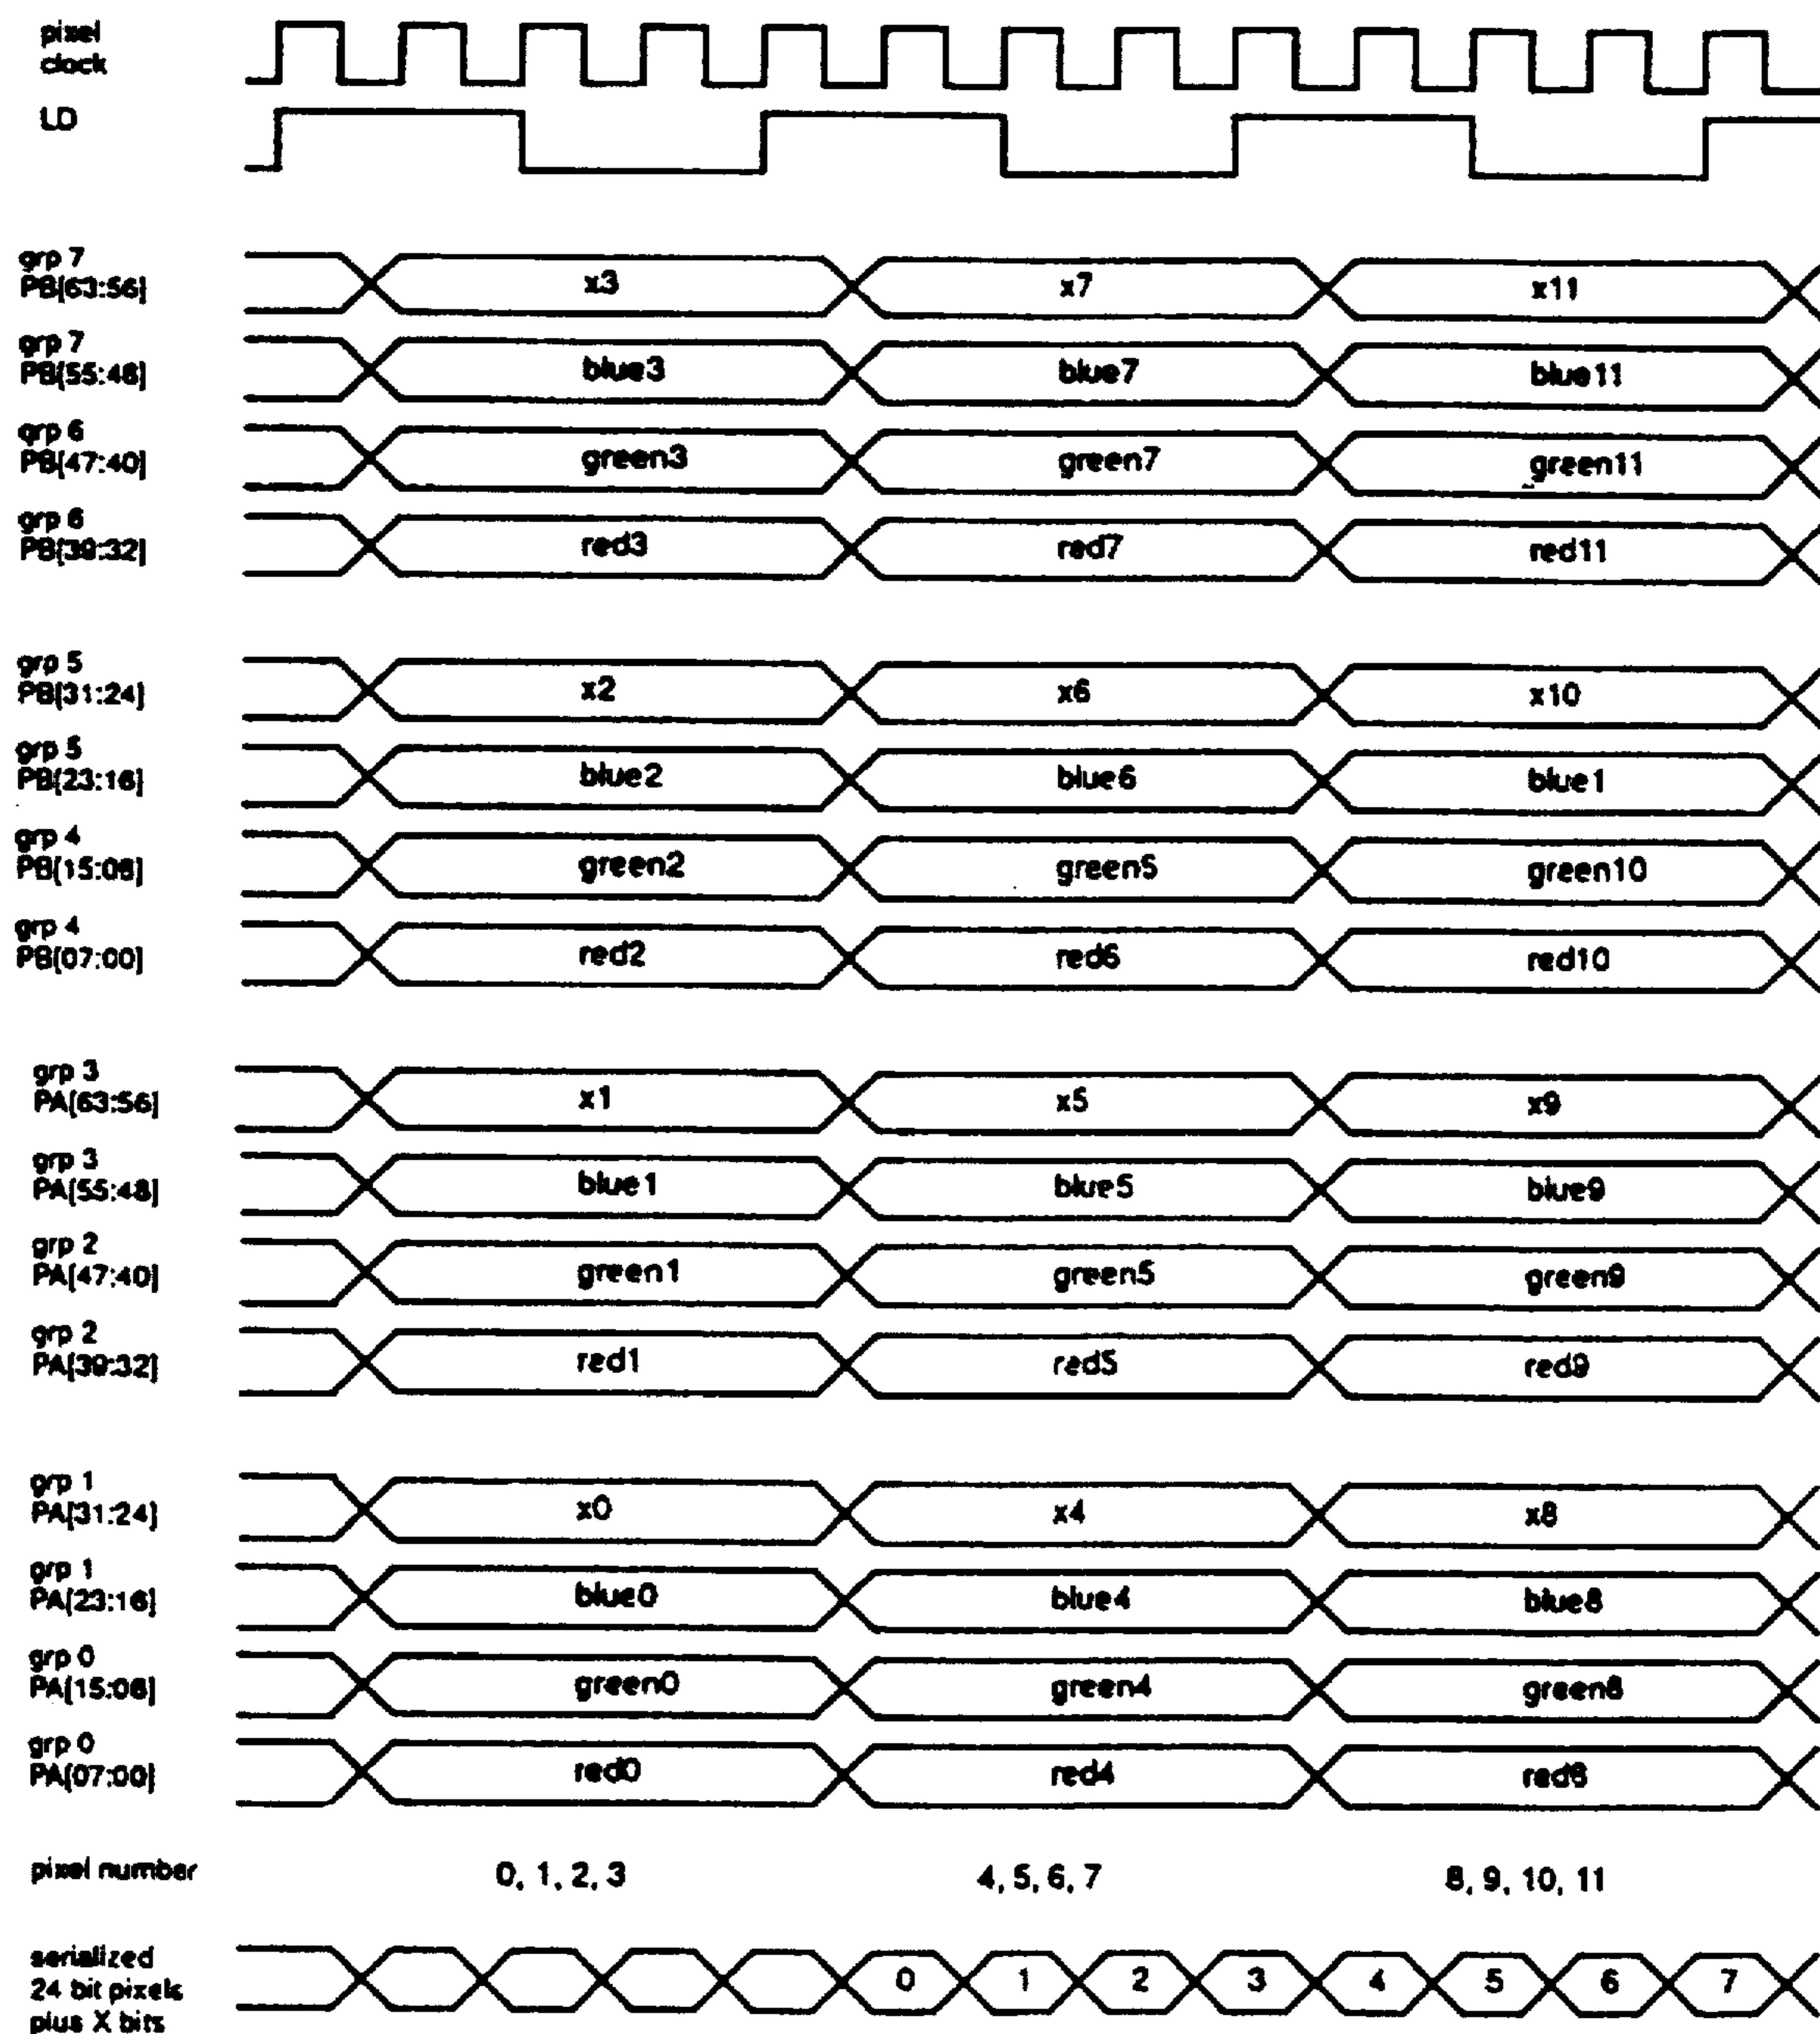 pixel
clock
LD
grp 7
PB[63:56]
x3
x7
x11
grp 7
PB[55:48]
blue3
blue7
blue11
grp 6
PB[47:40]
green3
green7
green11
grp 6
PB[39:32]
red3
red7
red11
grp 5
PB[31:24]
x2
x6
x10
grp 5
PB[23:16]
blue2
blue6
blue1
grp 4
PB[15:08]
green2
green5
green10
grp 4
PB[07:00]
red2
red6
red10
grp 3
PA[63:56]
x1
x5
x9
grp 3
PA[55:48]
blue1
blue5
blue9
grp 2
PA[47:40]
green1
green5
green9
grp 2
PA[39:32]
red1
red5
red9
grp 1
PA[31:24]
x0
x4
x8
grp 1
PA[23:16]
blue0
blue4
blue8
grp 0
PA[15:08]
green0
green4
green8
grp 0
PA[07:00]
red0
red4
red8
pixel number
0, 1, 2, 3
4, 5, 6, 7
8, 9, 10, 11
serialized
24 bit pixels
plus X bits
0 1 2 3 4 5 6 7